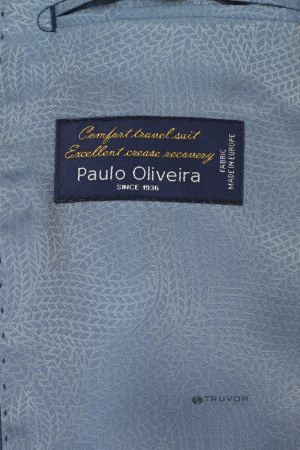 Comfort travel suit
Excellent crease recovery
Paulo Oliveira
SINCE 1936
FABRIC
MADE IN EUROPE
TRUVOR